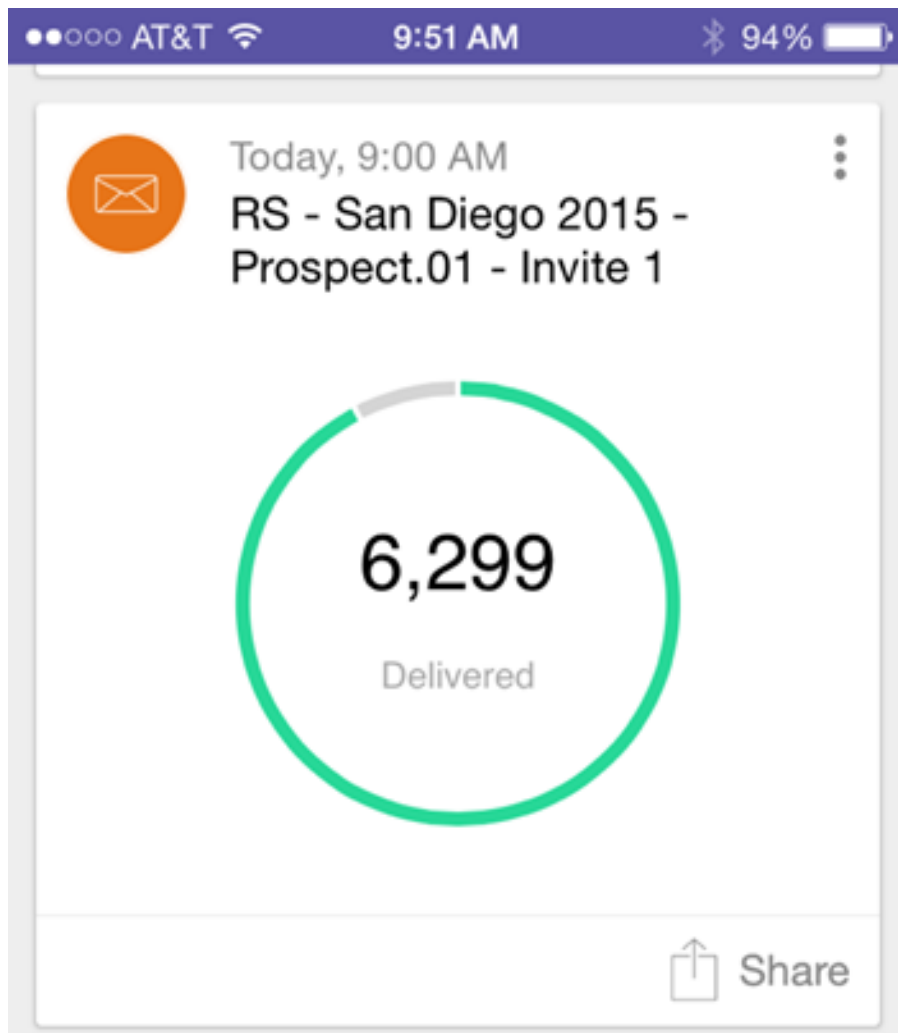 AT&T 9:51 AM 94%
Today, 9:00 AM
RS - San Diego 2015 -
Prospect.01 - Invite 1
6,299
Delivered
Share